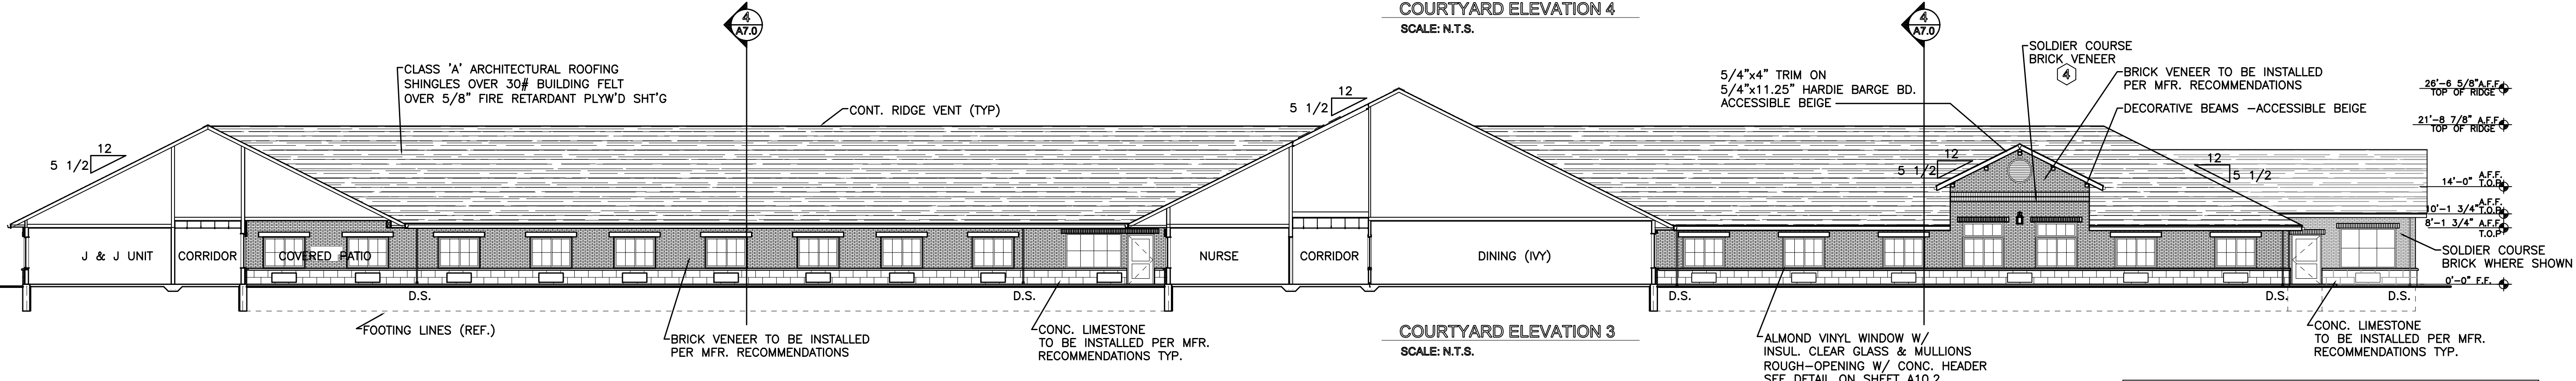 COURTYARD ELEVATION 4
SCALE: N.T.S.
4
A7.0
4
A7.0
CLASS 'A' ARCHITECTURAL ROOFING
SHINGLES OVER 30# BUILDING FELT
OVER 5/8" FIRE RETARDANT PLYW'D SHT'G
CONT. RIDGE VENT (TYP)
12
5 1/2
12
5 1/2
5/4"x4" TRIM ON
5/4"x11.25" HARDIE BARGE BD.
ACCESSIBLE BEIGE
SOLDIER COURSE
BRICK VENEER
4
BRICK VENEER TO BE INSTALLED
PER MFR. RECOMMENDATIONS
DECORATIVE BEAMS -ACCESSIBLE BEIGE
12
5 1/2
12
5 1/2
26'-6 5/8" A.F.F.
TOP OF RIDGE
21'-8 7/8" A.F.F.
TOP OF RIDGE
A.F.F.
14'-0" T.O.P.
A.F.F.
10'-1 3/4" T.O.P.
8'-1 3/4" A.F.F.
T.O.P.
0'-0" F.F.
J & J UNIT
CORRIDOR
COVERED PATIO
NURSE
CORRIDOR
DINING (IVY)
SOLDIER COURSE
BRICK WHERE SHOWN
D.S.
D.S.
D.S.
D.S.
D.S.
FOOTING LINES (REF.)
BRICK VENEER TO BE INSTALLED
PER MFR. RECOMMENDATIONS
CONC. LIMESTONE
TO BE INSTALLED PER MFR.
RECOMMENDATIONS TYP.
COURTYARD ELEVATION 3
SCALE: N.T.S.
ALMOND VINYL WINDOW W/
INSUL. CLEAR GLASS & MULLIONS
ROUGH-OPENING W/ CONC. HEADER
SEE DETAIL ON SHEET A10.2
CONC. LIMESTONE
TO BE INSTALLED PER MFR.
RECOMMENDATIONS TYP.